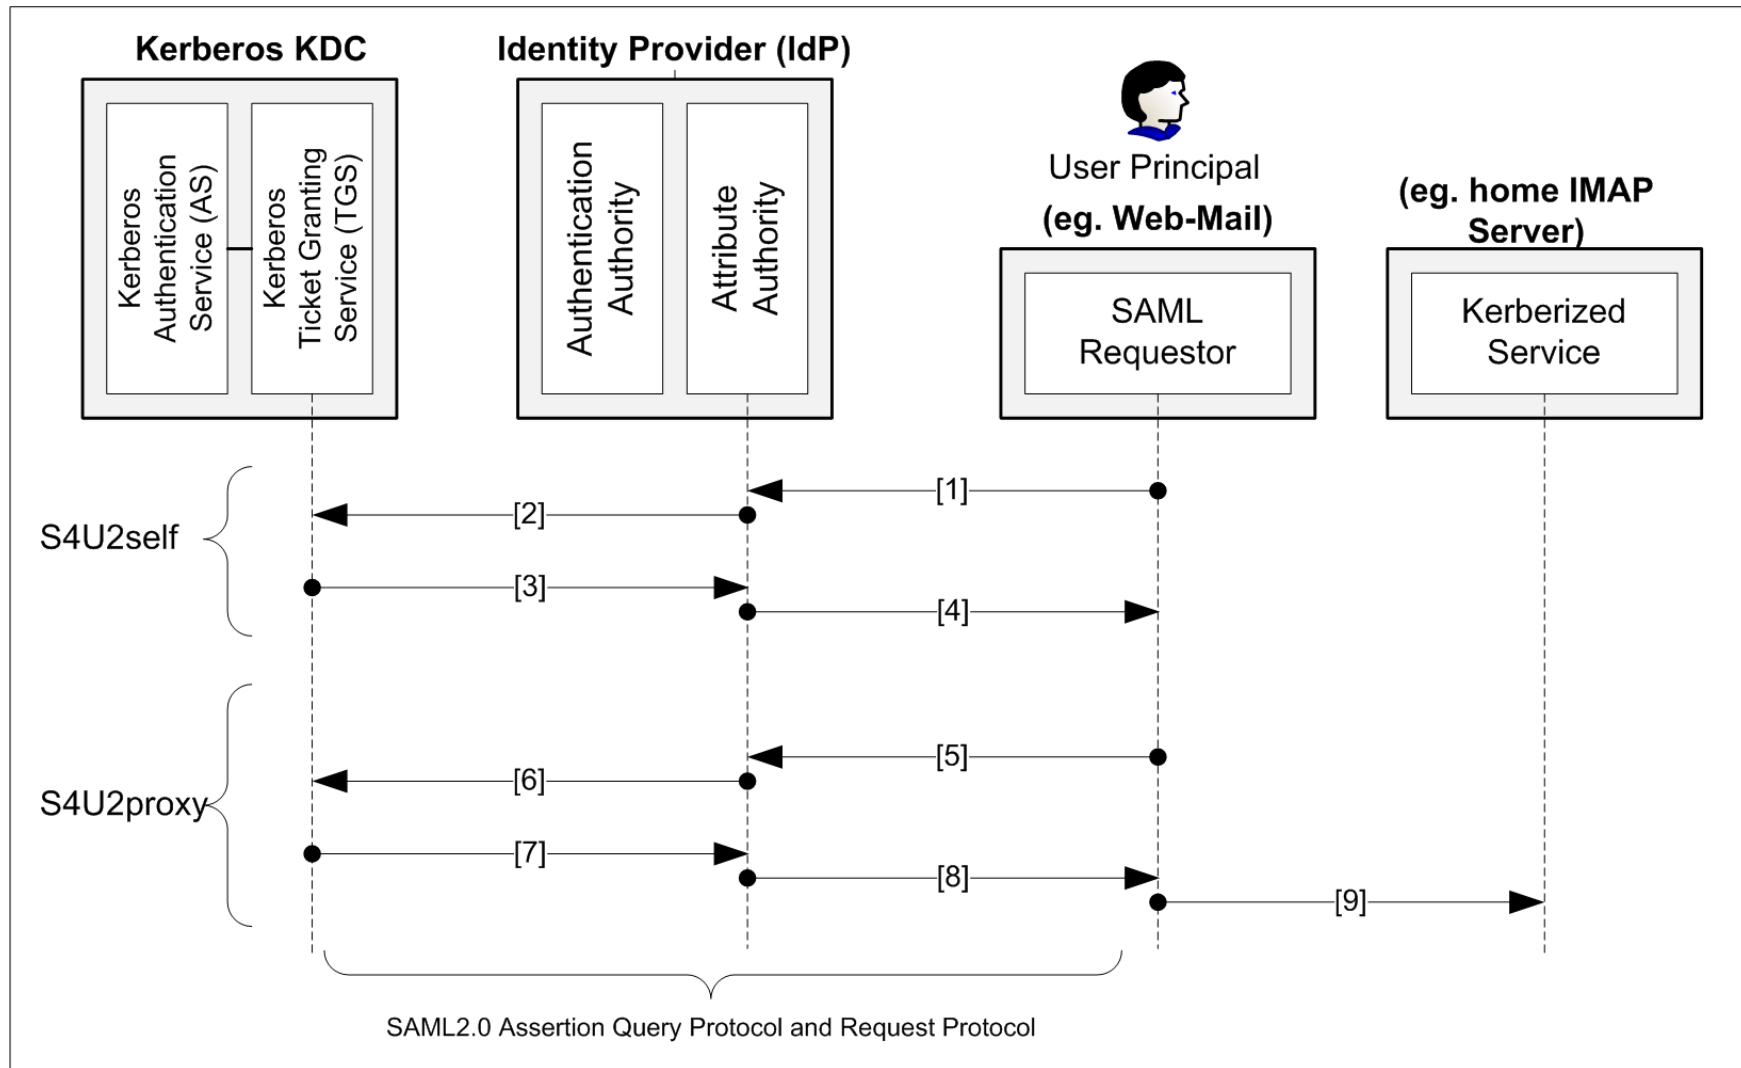 Kerberos KDC
Identity Provider (IdP)
Kerberos
Authentication
Service (AS)
Kerberos
Ticket Granting
Service (TGS)
Authentication
Authority
Attribute
Authority
User Principal
(eg. Web-Mail)
SAML
Requestor
(eg. home IMAP
Server)
Kerberized
Service
S4U2self
[1]
[2]
[3]
[4]
S4U2proxy
[5]
[6]
[7]
[8]
[9]
SAML2.0 Assertion Query Protocol and Request Protocol